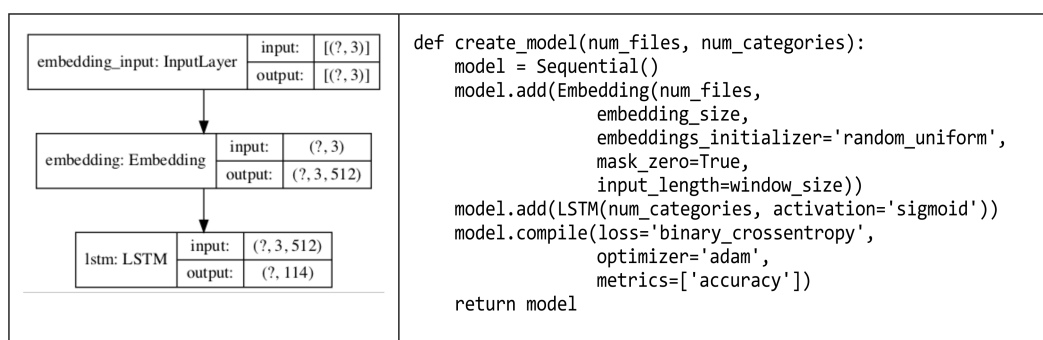 embedding_input: InputLayer
input: [(?, 3)]
output: [(?, 3)]
embedding: Embedding
input: (?, 3)
output: (?, 3, 512)
lstm: LSTM
input: (?, 3, 512)
output: (?, 114)
def create_model(num_files, num_categories):
    model = Sequential()
    model.add(Embedding(num_files,
                embedding_size,
                embeddings_initializer='random_uniform',
                mask_zero=True,
                input_length=window_size))
    model.add(LSTM(num_categories, activation='sigmoid'))
    model.compile(loss='binary_crossentropy',
                optimizer='adam',
                metrics=['accuracy'])
    return model